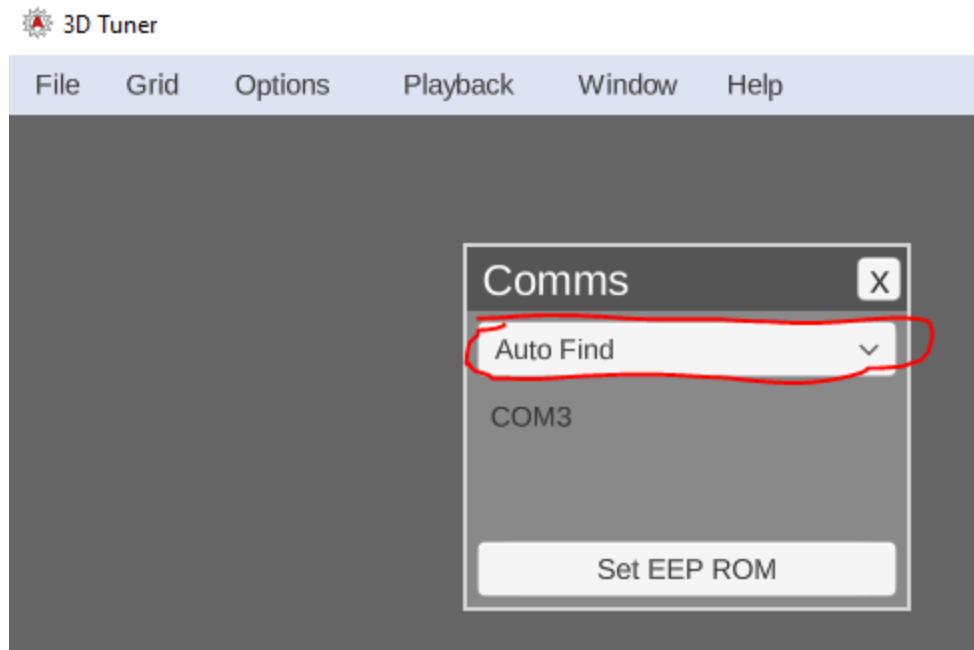 3D Tuner
File Grid Options Playback Window Help
Comms X
Auto Find
COM3
Set EEP ROM